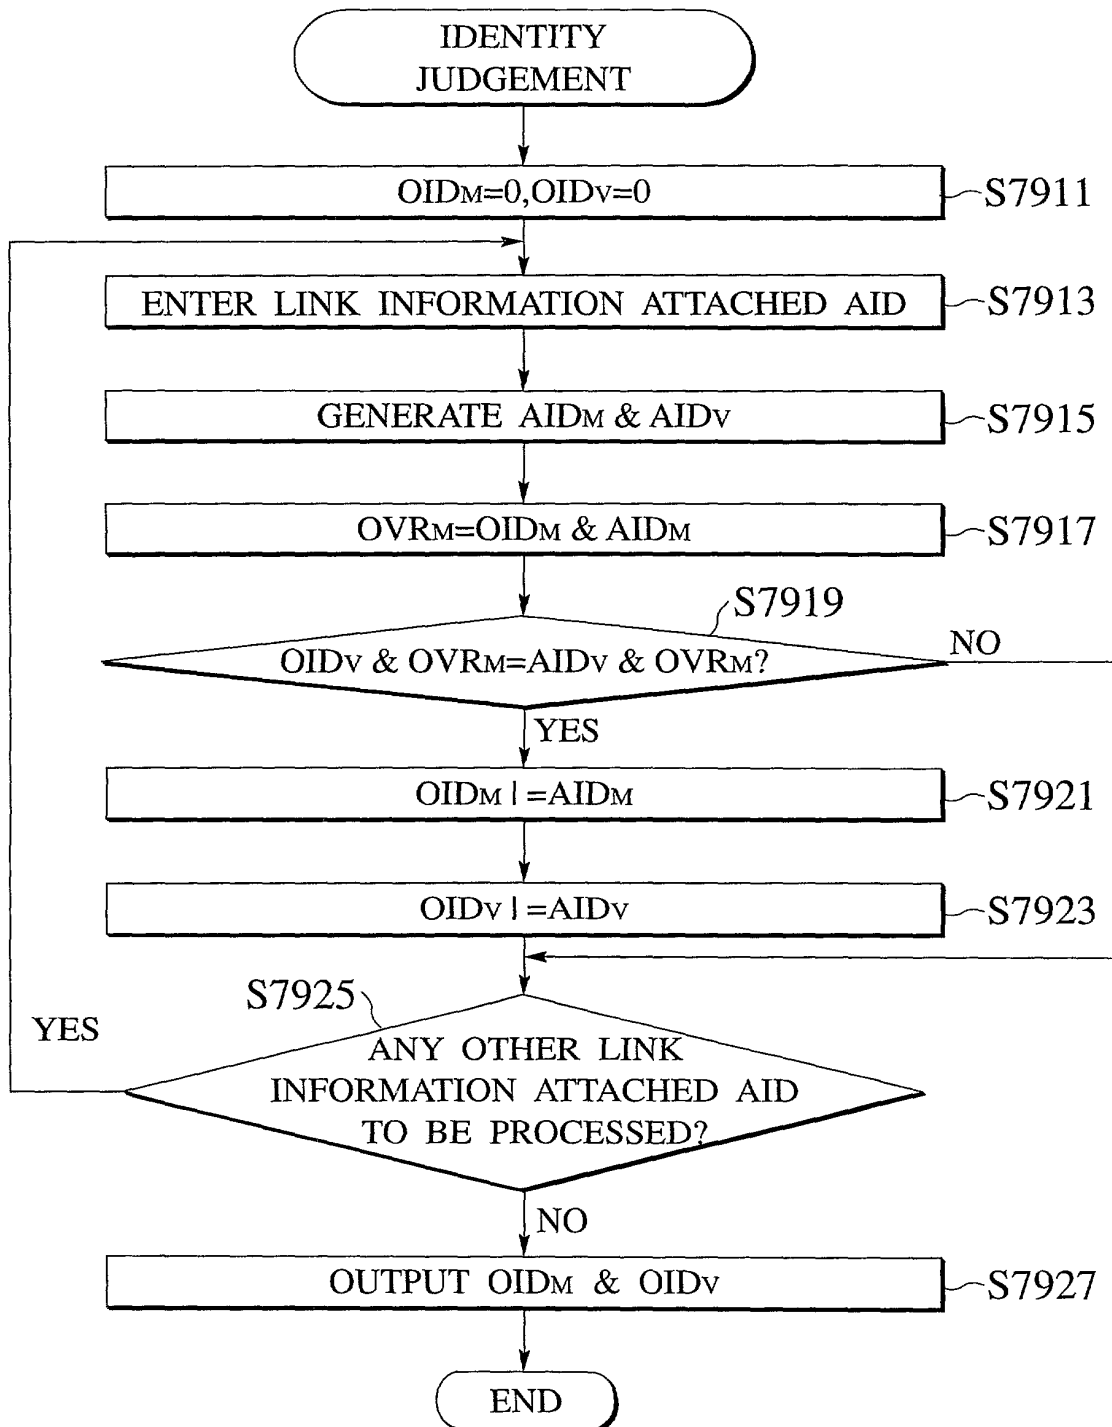 IDENTITY
JUDGEMENT
OIDM=0,OIDV=0
S7911
ENTER LINK INFORMATION ATTACHED AID
S7913
GENERATE AIDM & AIDV
S7915
OVRM=OIDM & AIDM
S7917
S7919
OIDV & OVRM=AIDV & OVRM?
NO
YES
OIDM |=AIDM
S7921
OIDV |=AIDV
S7923
S7925
YES
ANY OTHER LINK
INFORMATION ATTACHED AID
TO BE PROCESSED?
NO
OUTPUT OIDM & OIDV
S7927
END